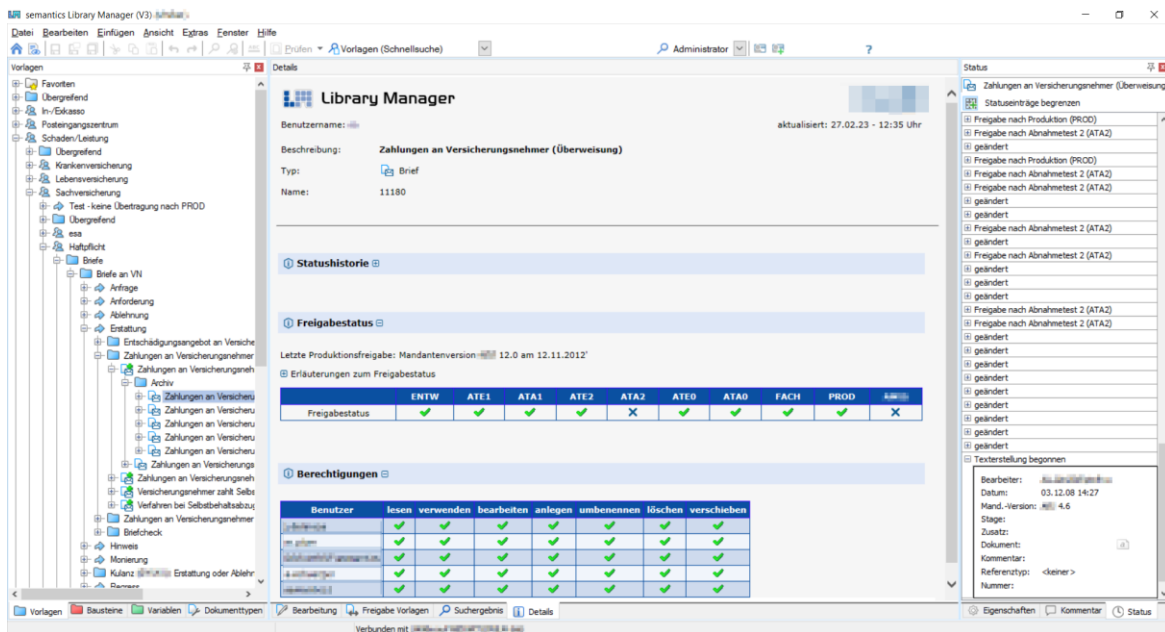 semantics Library Manager (V3)
Datei Bearbeiten Einfügen Ansicht Extras Fenster Hilfe
Prüfen Vorlagen (Schnellsuche) Administrator ?
Vorlagen
Favoriten
Übergreifend
In-/Exkasso
Posteingangszentrum
Schaden/Leistung
Übergreifend
Krankenversicherung
Lebensversicherung
Sachversicherung
Test - keine Übertragung nach PROD
Übergreifend
esa
Haftpflicht
Briefe
Briefe an VN
Anfrage
Anforderung
Ablehnung
Erstattung
Entschädigungsangebot an Versiche
Zahlungen an Versicherungsnehmer
Zahlungen an Versicherungsneh
Archiv
Zahlungen an Versicheru
Zahlungen an Versicheru
Zahlungen an Versicheru
Zahlungen an Versicheru
Zahlungen an Versicheru
Zahlungen an Versicherungs
Zahlungen an Versicherungsneh
Versicherungsnehmer zahlt Selbs
Verfahren bei Selbstbehaltsabzug
Zahlungen an Versicherungsnehmer
Briefcheck
Hinweis
Monierung
Kulanz Erstattung oder Ablehn
Regress
Vorlagen Bausteine Variablen Dokumenttypen
Details
Library Manager
Benutzername:
aktualisiert: 27.02.23 - 12:35 Uhr
Beschreibung: Zahlungen an Versicherungsnehmer (Überweisung)
Typ: Brief
Name: 11180
Statushistorie
Freigabestatus
Letzte Produktionsfreigabe: Mandantenversion 12.0 am 12.11.2012'
Erläuterungen zum Freigabestatus
ENTW ATE1 ATA1 ATE2 ATA2 ATE0 ATA0 FACH PROD
Freigabestatus
Berechtigungen
Benutzer lesen verwenden bearbeiten anlegen umbenennen löschen verschieben
Bearbeitung Freigabe Vorlagen Suchergebnis Details
Verbunden mit
Status
Zahlungen an Versicherungsnehmer (Überweisung
Statuseinträge begrenzen
Freigabe nach Produktion (PROD)
Freigabe nach Abnahmetest 2 (ATA2)
geändert
Freigabe nach Produktion (PROD)
Freigabe nach Abnahmetest 2 (ATA2)
Freigabe nach Abnahmetest 2 (ATA2)
geändert
geändert
Freigabe nach Abnahmetest 2 (ATA2)
geändert
Freigabe nach Abnahmetest 2 (ATA2)
geändert
geändert
geändert
Freigabe nach Abnahmetest 2 (ATA2)
Freigabe nach Abnahmetest 2 (ATA2)
geändert
geändert
geändert
geändert
geändert
geändert
geändert
geändert
geändert
Texterstellung begonnen
Bearbeiter:
Datum: 03.12.08 14:27
Mand.-Version: 4.6
Stage:
Zusatz:
Dokument:
Kommentar:
Referenztyp: <keiner>
Nummer:
Eigenschaften Kommentar Status